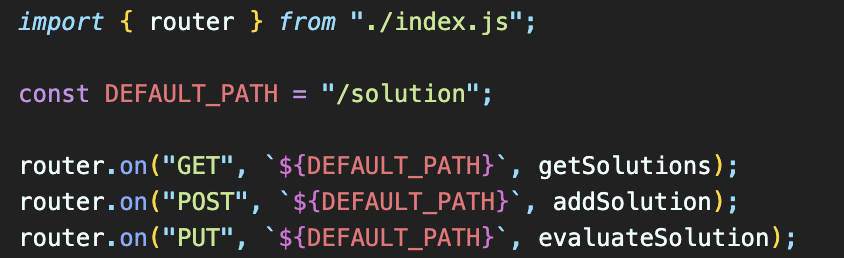 import { router } from "./index.js";
const DEFAULT_PATH = "/solution";
router.on("GET", `${DEFAULT_PATH}`, getSolutions);
router.on("POST", `${DEFAULT_PATH}`, addSolution);
router.on("PUT", `${DEFAULT_PATH}`, evaluateSolution);